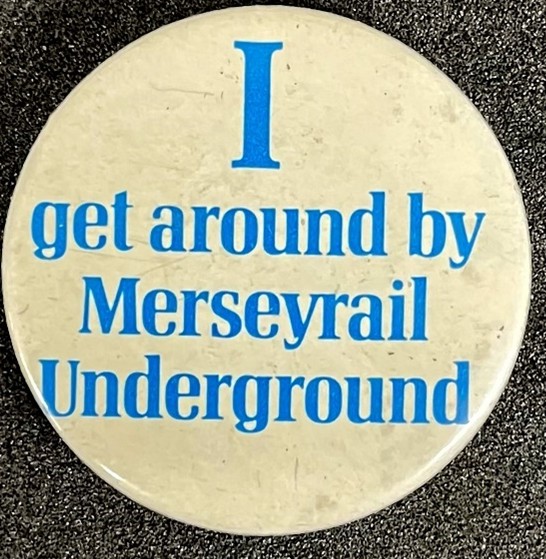 I
get around by
Merseyrail
Underground